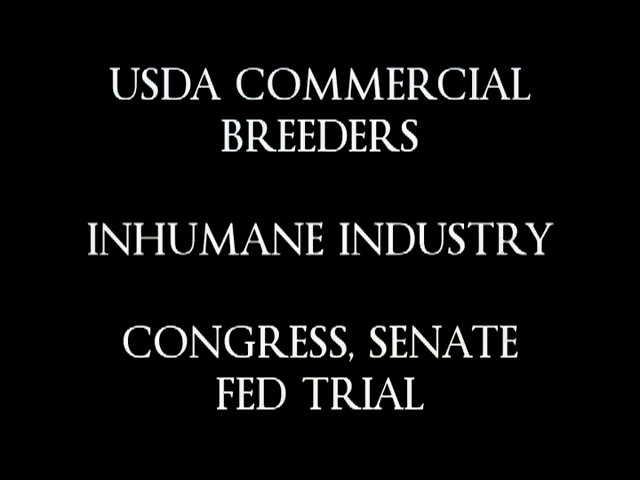 USDA COMMERCIAL
BREEDERS
INHUMANE INDUSTRY
CONGRESS, SENATE
FED TRIAL